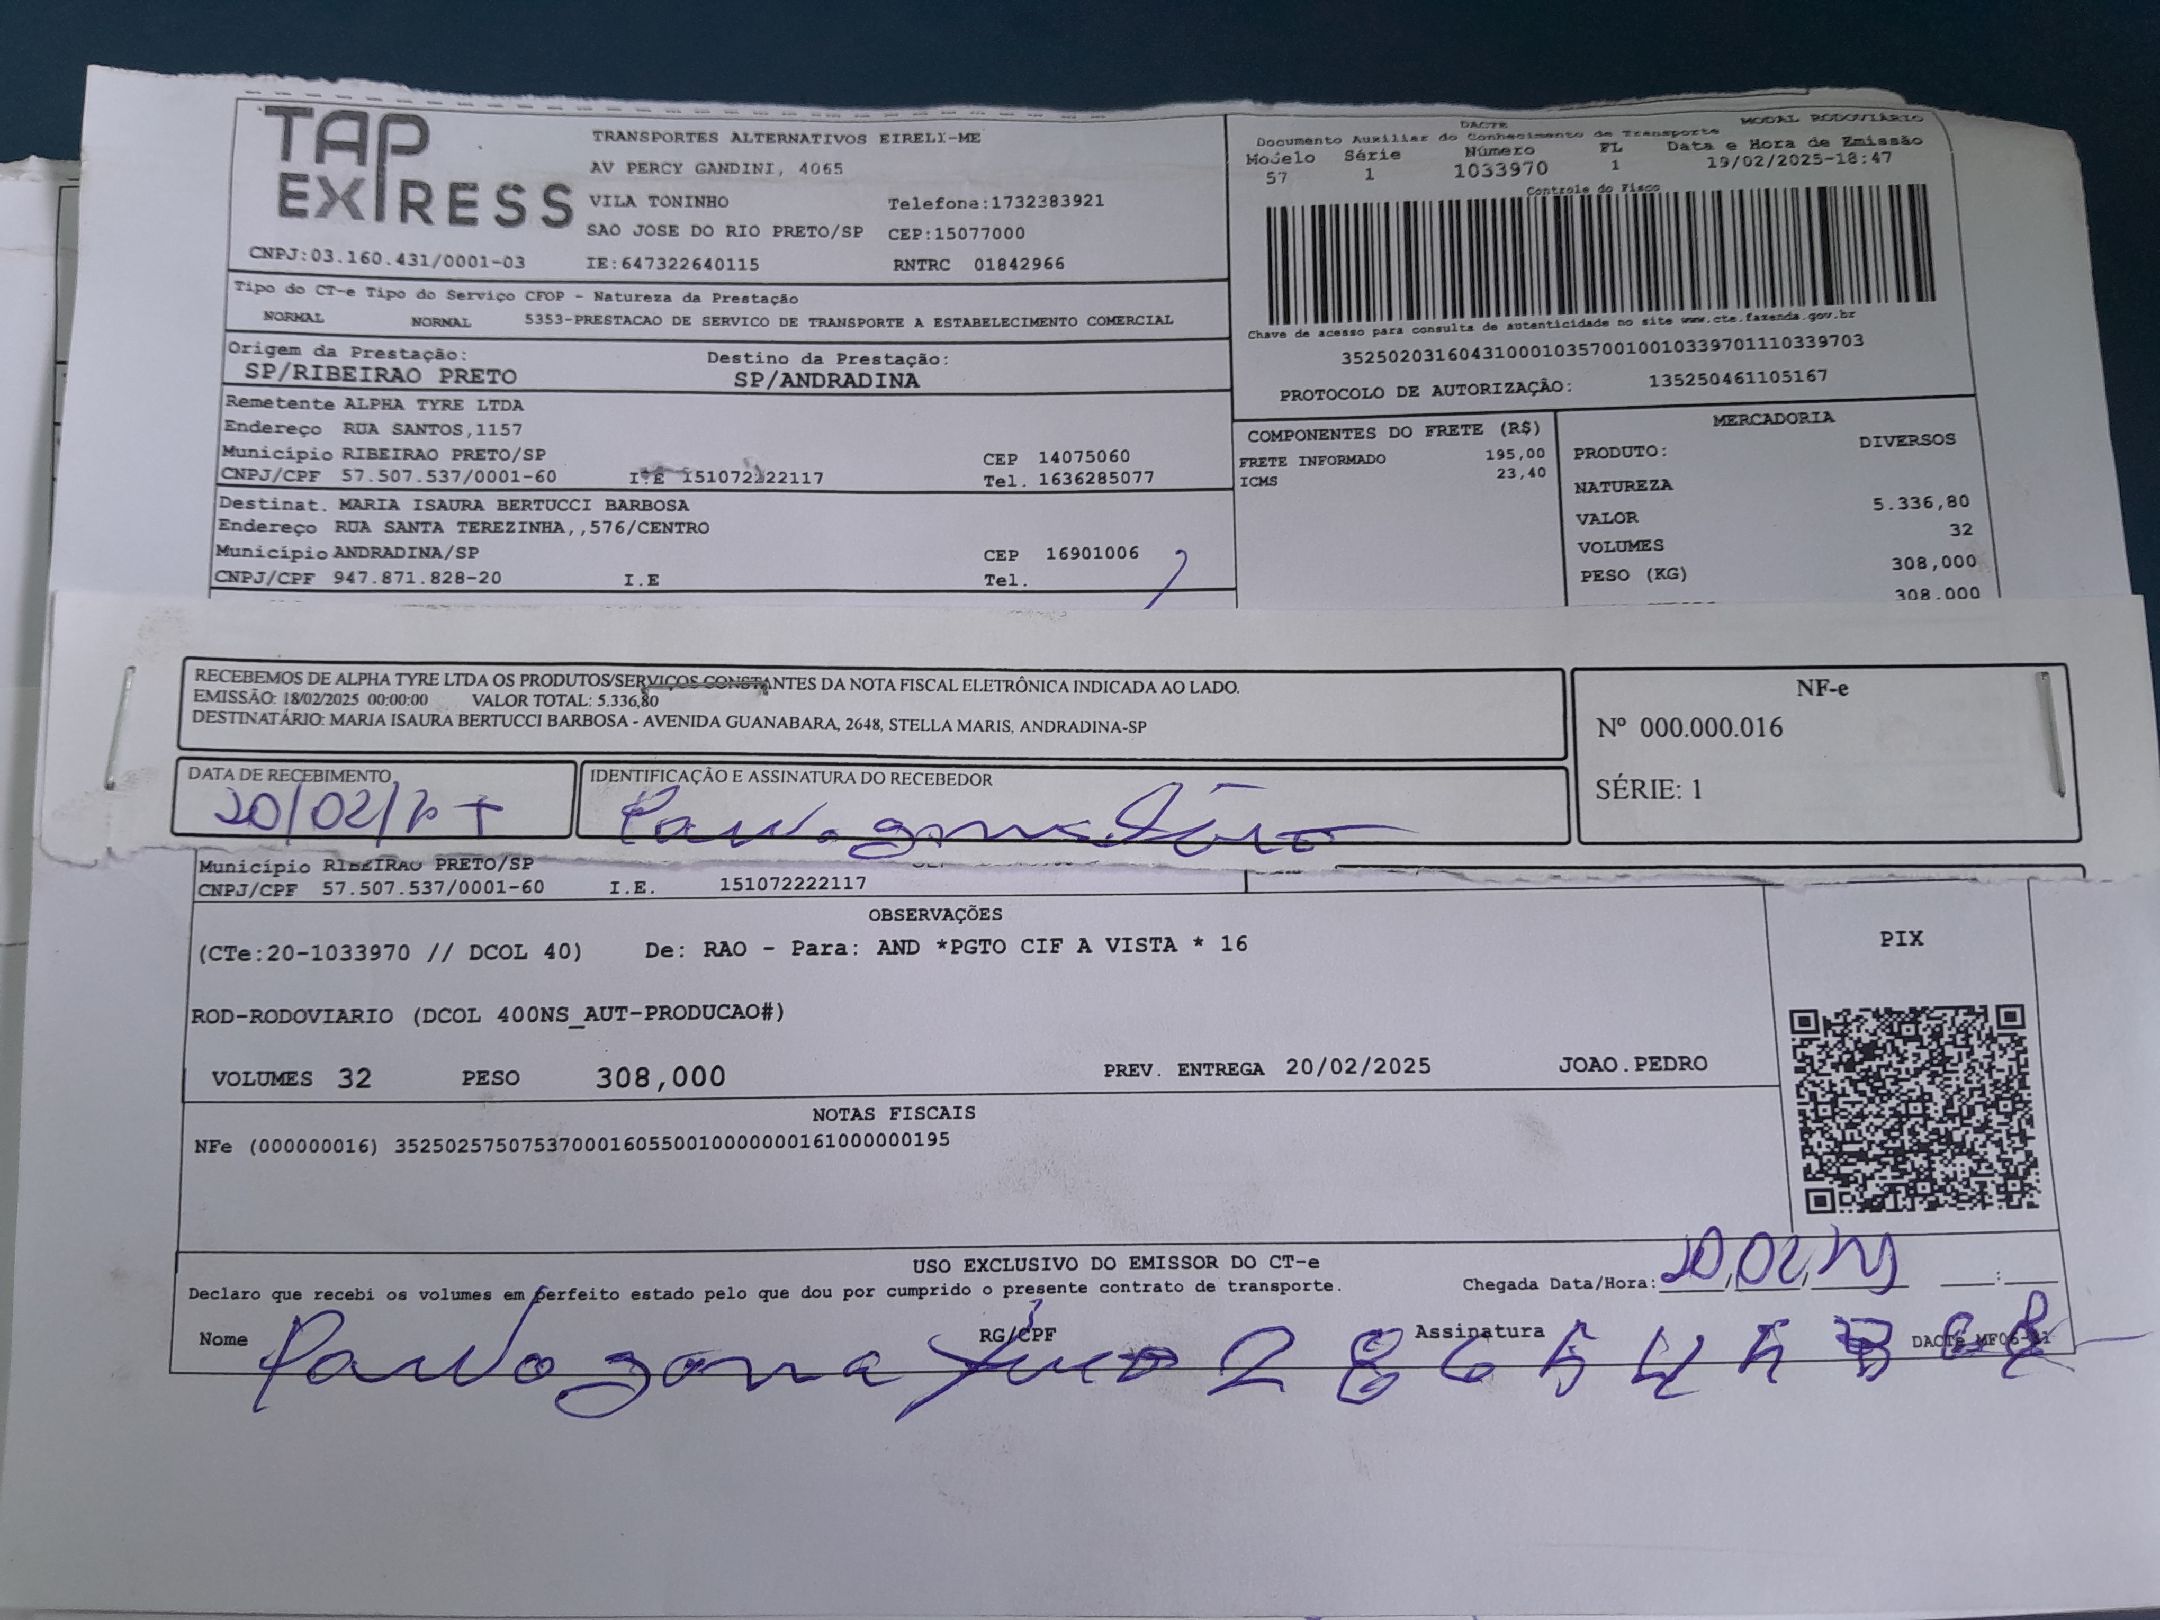 TAP EXPRESS
TRANSPORTES ALTERNATIVOS EIRELI-ME
AV PERCY GANDINI, 4065
VILA TONINHO Telefone:1732383921
SAO JOSE DO RIO PRETO/SP CEP:15077000
CNPJ:03.160.431/0001-03 IE:647322640115 RNTRC 01842966
DACTE MODAL RODOVIÁRIO
Documento Auxiliar do Conhecimento de Transporte
Modelo Série Número FL Data e Hora de Emissão
57 1 1033970 1 19/02/2025-18:47
Controle do Fisco
Chave de acesso para consulta de autenticidade no site www.cte.fazenda.gov.br
35250203160431000103570010010339701110339703
PROTOCOLO DE AUTORIZAÇÃO: 135250461105167
Tipo do CT-e Tipo do Serviço CFOP - Natureza da Prestação
NORMAL NORMAL 5353-PRESTACAO DE SERVICO DE TRANSPORTE A ESTABELECIMENTO COMERCIAL
Origem da Prestação: Destino da Prestação:
SP/RIBEIRAO PRETO SP/ANDRADINA
Remetente ALPHA TYRE LTDA
Endereço RUA SANTOS,1157
Município RIBEIRAO PRETO/SP CEP 14075060
CNPJ/CPF 57.507.537/0001-60 I.E 151072222117 Tel. 1636285077
Destinat. MARIA ISAURA BERTUCCI BARBOSA
Endereço RUA SANTA TEREZINHA,,576/CENTRO
Município ANDRADINA/SP CEP 16901006
CNPJ/CPF 947.871.828-20 I.E Tel.
COMPONENTES DO FRETE (R$)
FRETE INFORMADO 195,00
ICMS 23,40
MERCADORIA
PRODUTO: DIVERSOS
NATUREZA
VALOR 5.336,80
VOLUMES 32
PESO (KG) 308,000
308.000
RECEBEMOS DE ALPHA TYRE LTDA OS PRODUTOS/SERVIÇOS CONSTANTES DA NOTA FISCAL ELETRÔNICA INDICADA AO LADO.
EMISSÃO: 18/02/2025 00:00:00 VALOR TOTAL: 5.336,80
DESTINATÁRIO: MARIA ISAURA BERTUCCI BARBOSA - AVENIDA GUANABARA, 2648, STELLA MARIS, ANDRADINA-SP
NF-e
Nº 000.000.016
SÉRIE: 1
DATA DE RECEBIMENTO IDENTIFICAÇÃO E ASSINATURA DO RECEBEDOR
20/02/
Município RIBEIRAO PRETO/SP
CNPJ/CPF 57.507.537/0001-60 I.E. 151072222117
OBSERVAÇÕES
(CTe:20-1033970 // DCOL 40) De: RAO - Para: AND *PGTO CIF A VISTA * 16
ROD-RODOVIARIO (DCOL 400NS_AUT-PRODUCAO#)
VOLUMES 32 PESO 308,000 PREV. ENTREGA 20/02/2025 JOAO.PEDRO
PIX
NOTAS FISCAIS
NFe (000000016) 35250257507537000160550010000000161000000195
USO EXCLUSIVO DO EMISSOR DO CT-e
Declaro que recebi os volumes em perfeito estado pelo que dou por cumprido o presente contrato de transporte. Chegada Data/Hora: 20,02,
Nome RG/CPF Assinatura DACTe MF06-